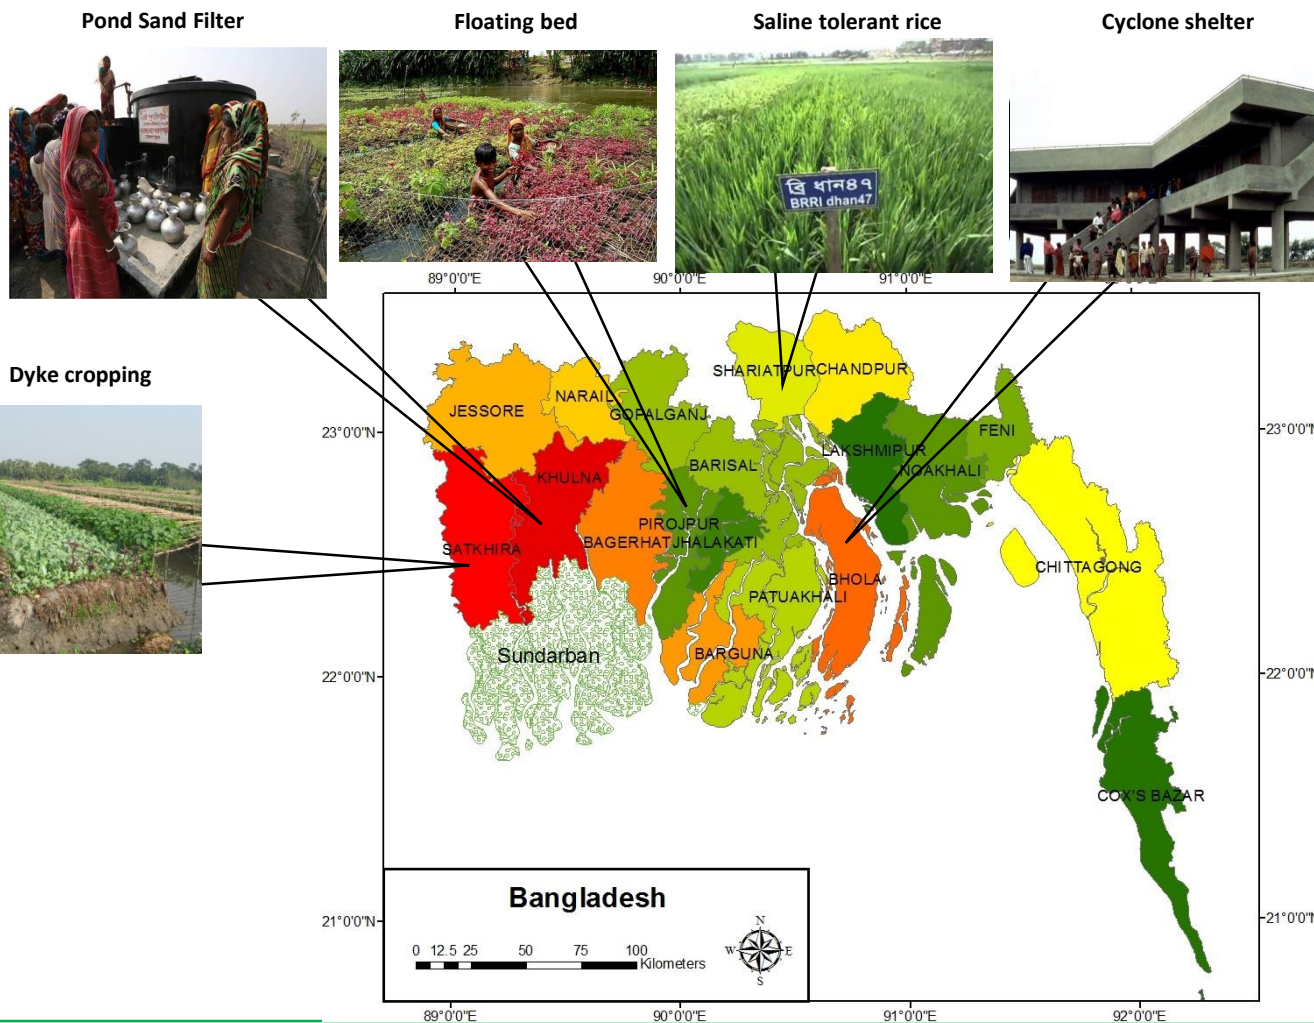 Pond Sand Filter
Floating bed
Saline tolerant rice
Cyclone shelter
ব্রি ধান৪৭
BRRI dhan47
89°0'0"E
90°0'0"E
91°0'0"E
Dyke cropping
SHARIATPUR
CHANDPUR
NARAIL
JESSORE
GOPALGANJ
23°0'0"N
23°0'0"N
FENI
LAKSHMIPUR
BARISAL
NOAKHALI
KHULNA
PIROJPUR
SATKHIRA
BAGERHAT
JHALAKATI
CHITTAGONG
BHOLA
PATUAKHALI
Sundarban
BARGUNA
22°0'0"N
22°0'0"N
COX'S BAZAR
Bangladesh
21°0'0"N
21°0'0"N
N
W
E
S
0 12.5 25 50 75 100
Kilometers
89°0'0"E
90°0'0"E
91°0'0"E
92°0'0"E